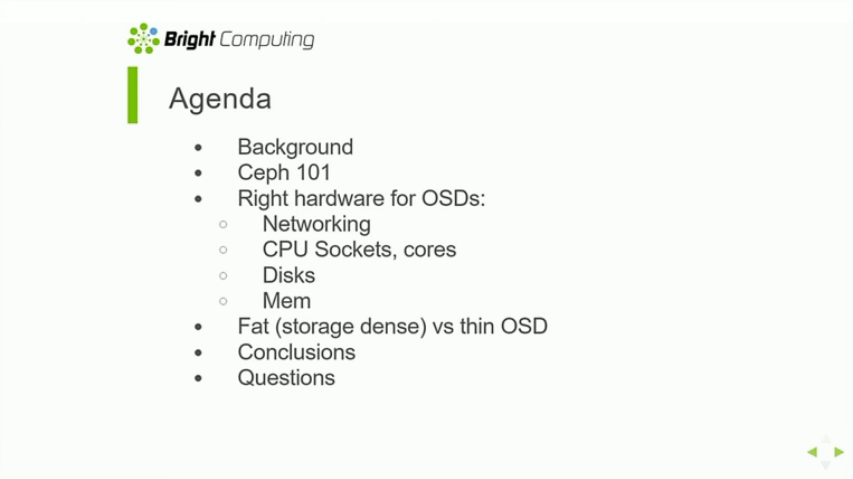 Bright Computing
Agenda
• Background
• Ceph 101
• Right hardware for OSDs:
○ Networking
○ CPU Sockets, cores
○ Disks
○ Mem
• Fat (storage dense) vs thin OSD
• Conclusions
• Questions